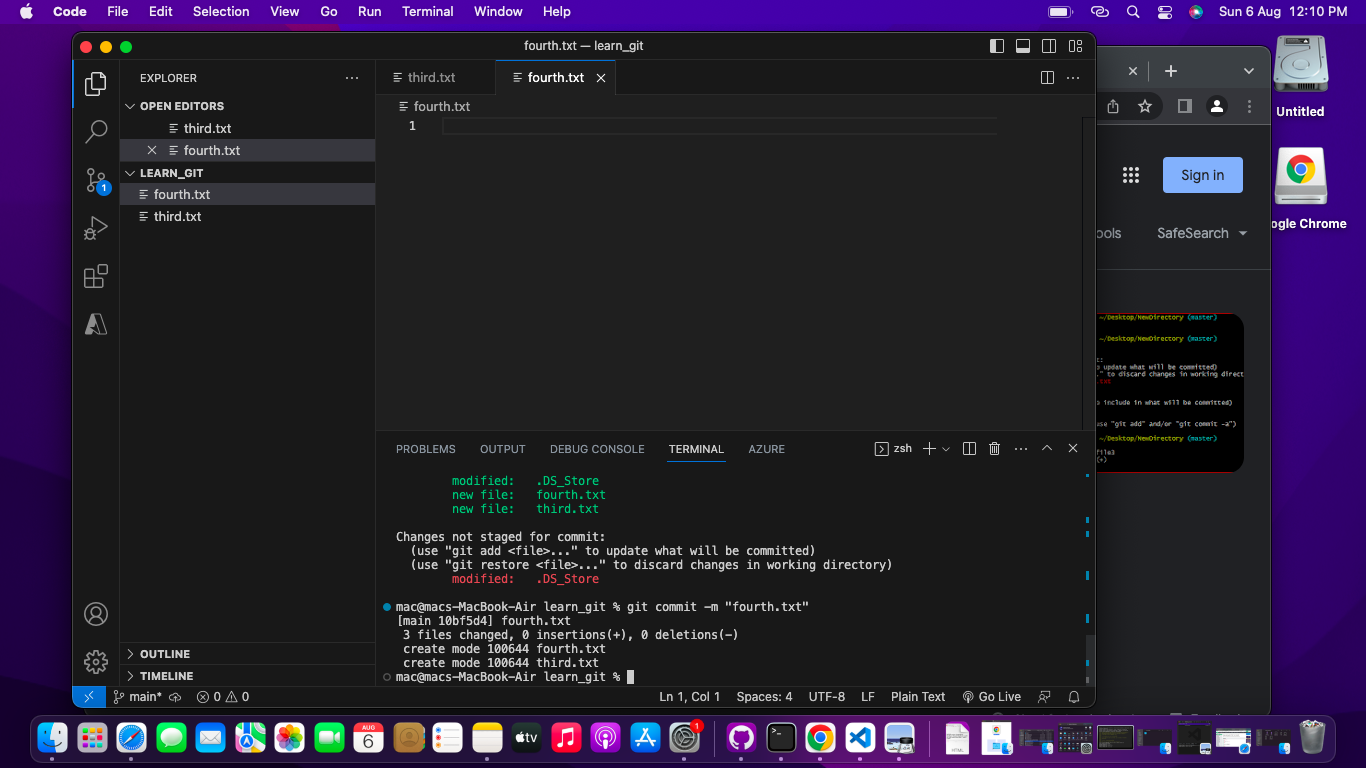 Code File Edit Selection View Go Run Terminal Window Help Sun 6 Aug 12:10 PM
fourth.txt — learn_git
EXPLORER
OPEN EDITORS
third.txt
fourth.txt
LEARN_GIT
fourth.txt
third.txt
1
OUTLINE
TIMELINE
third.txt fourth.txt
fourth.txt
1
PROBLEMS OUTPUT DEBUG CONSOLE TERMINAL AZURE zsh
modified: .DS_Store
new file: fourth.txt
new file: third.txt
Changes not staged for commit:
(use "git add <file>..." to update what will be committed)
(use "git restore <file>..." to discard changes in working directory)
modified: .DS_Store
mac@macs-MacBook-Air learn_git % git commit -m "fourth.txt"
[main 10bf5d4] fourth.txt
3 files changed, 0 insertions(+), 0 deletions(-)
create mode 100644 fourth.txt
create mode 100644 third.txt
mac@macs-MacBook-Air learn_git %
main* 0 0 Ln 1, Col 1 Spaces: 4 UTF-8 LF Plain Text Go Live
Sign in
ools SafeSearch
~/Desktop/NewDirectory (master)
~/Desktop/NewDirectory (master)
t:
update what will be committed)
." to discard changes in working direct
include in what will be committed)
use "git add" and/or "git commit -a")
~/Desktop/NewDirectory (master)
file3
(+)
Untitled
ogle Chrome
AUG
6
tv
1
HTML